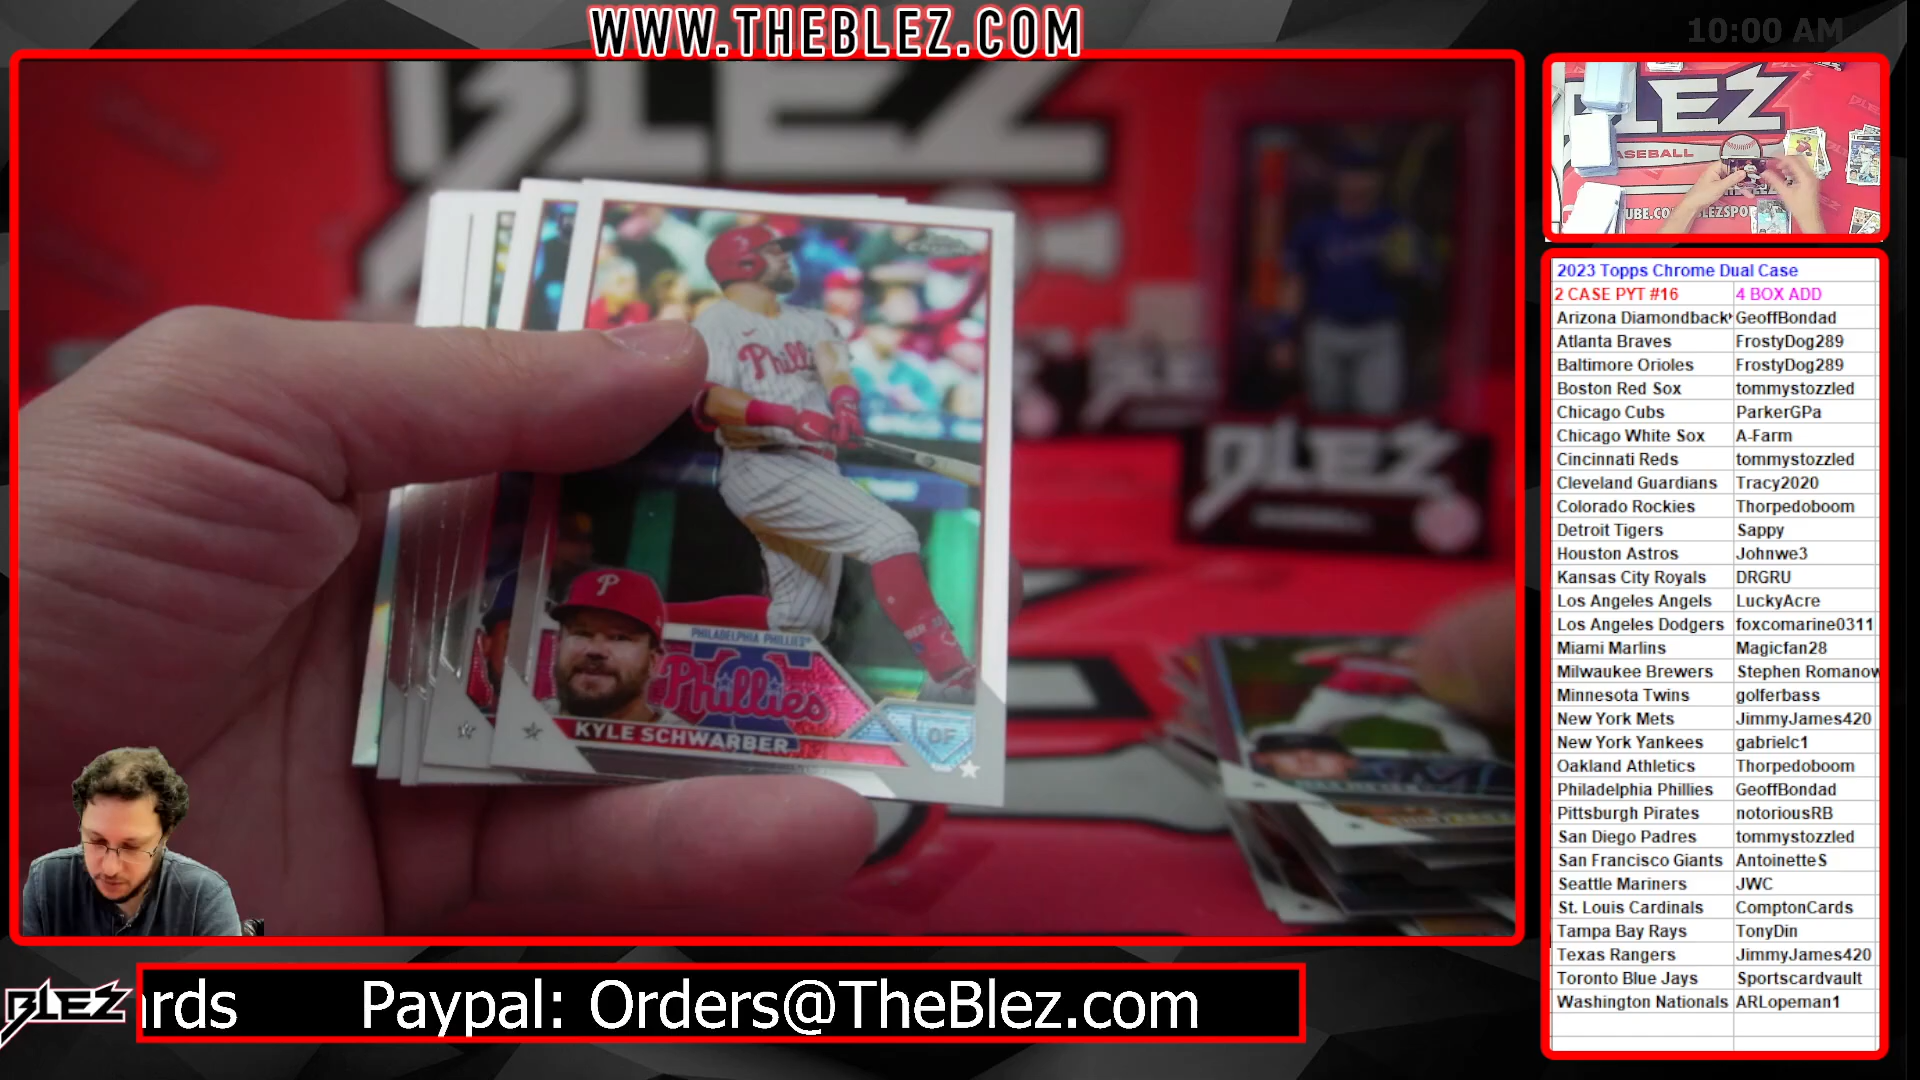 WWW.THEBLEZ.COM
10:00 AM
BLEZ
Phillies
PHILADELPHIA PHILLIES
Phillies
KYLE SCHWARBER
OF
BLEZ
BLEZ
ASEBALL
UBE.CO
LEZSPO
2023 Topps Chrome Dual Case
2 CASE PYT #16 4 BOX ADD
Arizona Diamondback GeoffBondad
Atlanta Braves FrostyDog289
Baltimore Orioles FrostyDog289
Boston Red Sox tommystozzled
Chicago Cubs ParkerGPa
Chicago White Sox A-Farm
Cincinnati Reds tommystozzled
Cleveland Guardians Tracy2020
Colorado Rockies Thorpedoboom
Detroit Tigers Sappy
Houston Astros Johnwe3
Kansas City Royals DRGRU
Los Angeles Angels LuckyAcre
Los Angeles Dodgers foxcomarine0311
Miami Marlins Magicfan28
Milwaukee Brewers Stephen Romanow
Minnesota Twins golferbass
New York Mets JimmyJames420
New York Yankees gabrielc1
Oakland Athletics Thorpedoboom
Philadelphia Phillies GeoffBondad
Pittsburgh Pirates notoriousRB
San Diego Padres tommystozzled
San Francisco Giants AntoinetteS
Seattle Mariners JWC
St. Louis Cardinals ComptonCards
Tampa Bay Rays TonyDin
Texas Rangers JimmyJames420
Toronto Blue Jays Sportscardvault
Washington Nationals ARLopeman1
BLEZ
rds Paypal: Orders@TheBlez.com